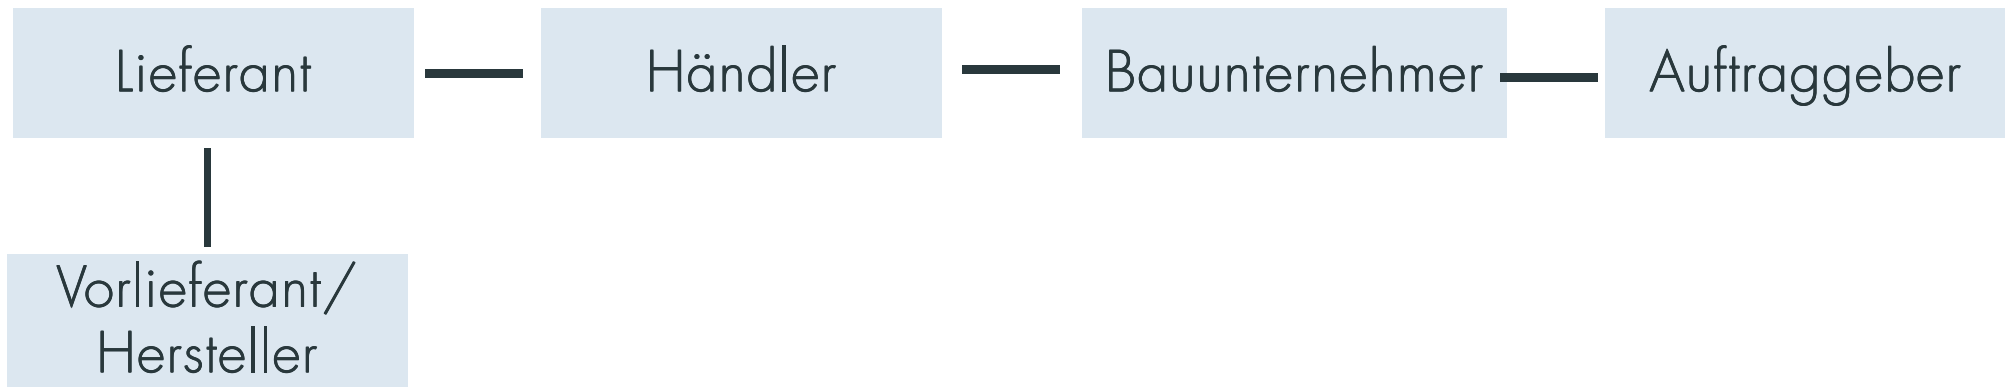 Lieferant
Händler
Bauunternehmer
Auftraggeber
Vorlieferant/
Hersteller